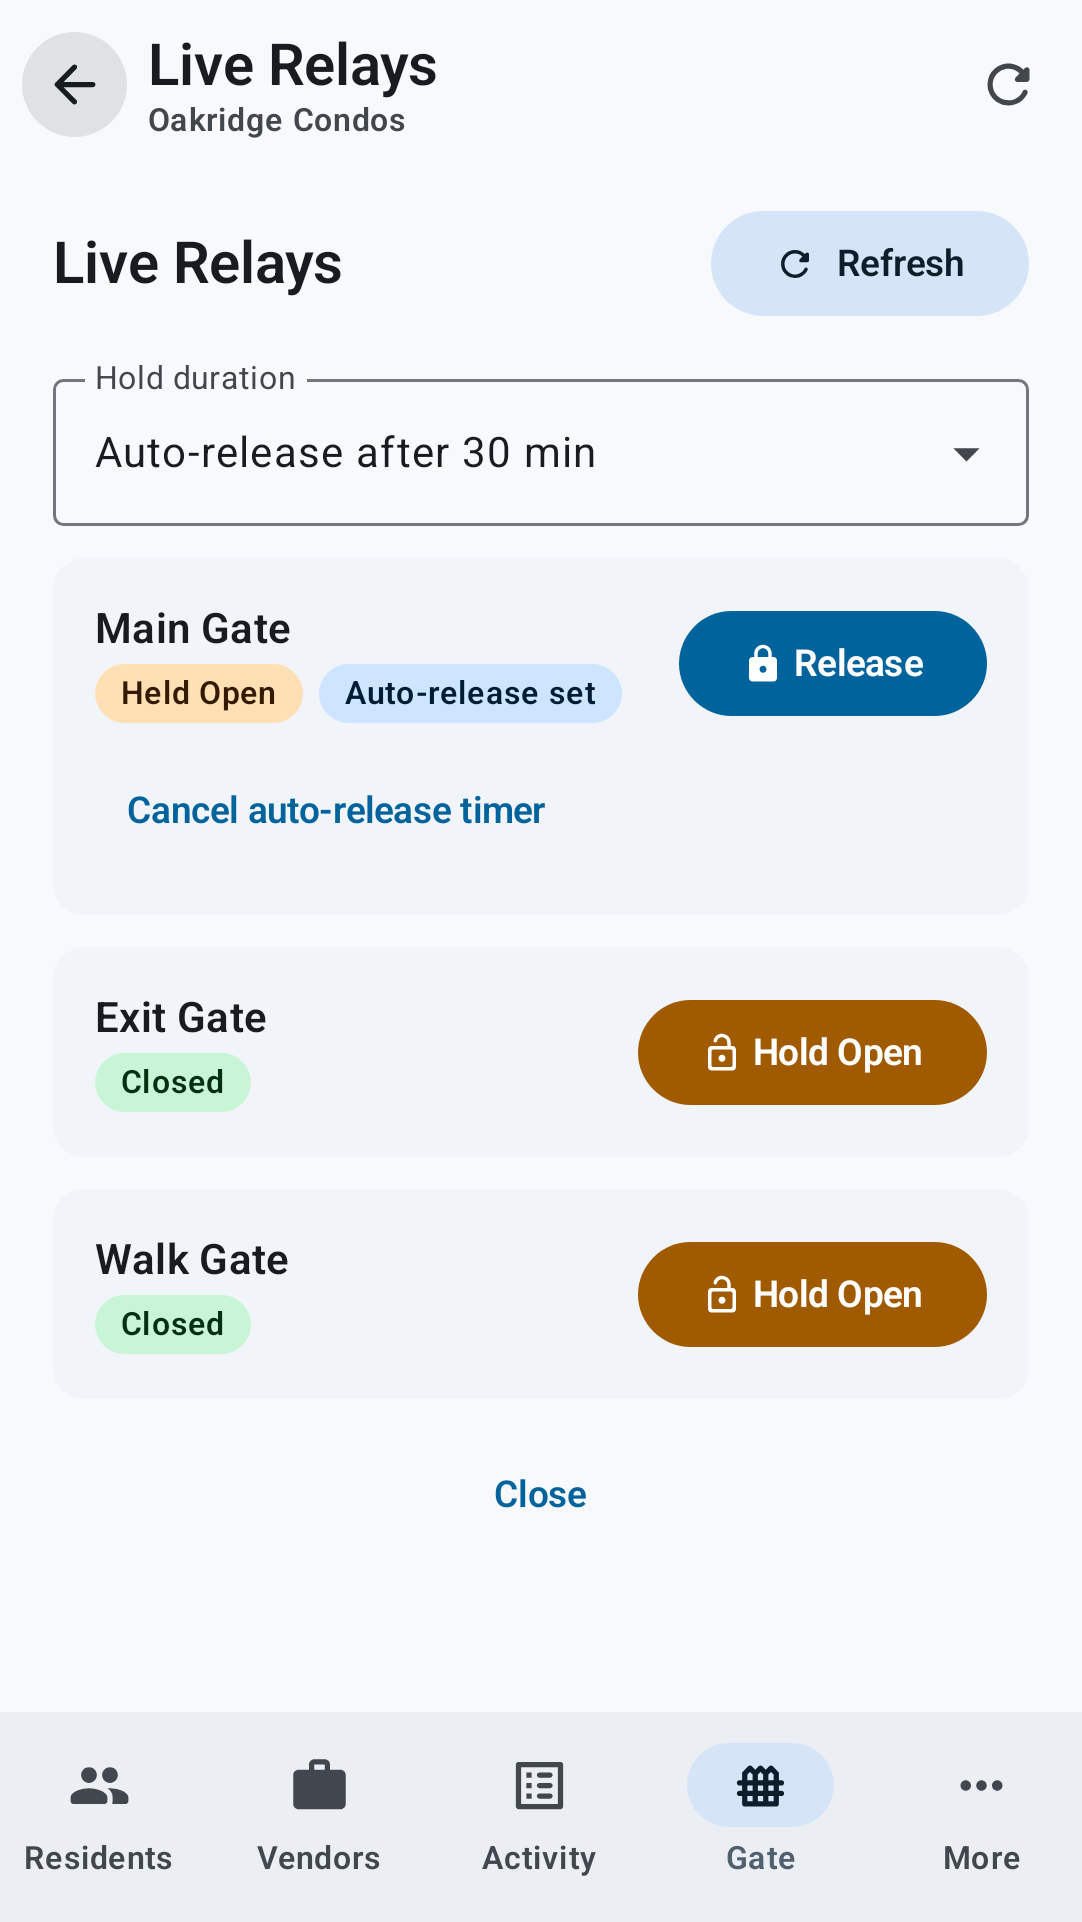 Live Relays
Oakridge Condos
Live Relays
Refresh
Hold duration
Auto-release after 30 min
Main Gate
Held Open
Auto-release set
Release
Cancel auto-release timer
Exit Gate
Closed
Hold Open
Walk Gate
Closed
Hold Open
Close
Residents
Vendors
Activity
Gate
More